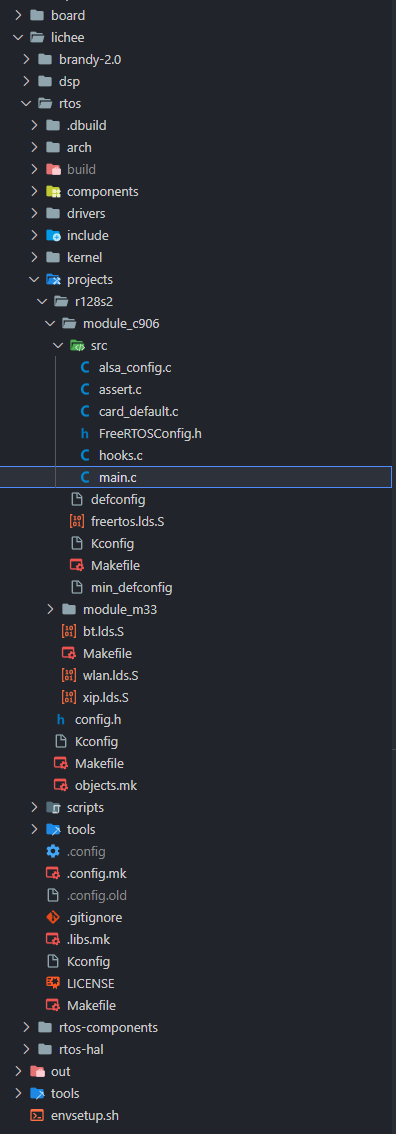 board
lichee
brandy-2.0
dsp
rtos
.dbuild
arch
build
components
drivers
include
kernel
projects
r128s2
module_c906
src
C alsa_config.c
C assert.c
C card_default.c
h FreeRTOSConfig.h
C hooks.c
C main.c
defconfig
freertos.lds.S
Kconfig
Makefile
min_defconfig
module_m33
bt.lds.S
Makefile
wlan.lds.S
xip.lds.S
h config.h
Kconfig
Makefile
objects.mk
scripts
tools
.config
.config.mk
.config.old
.gitignore
.libs.mk
Kconfig
LICENSE
Makefile
rtos-components
rtos-hal
out
tools
envsetup.sh